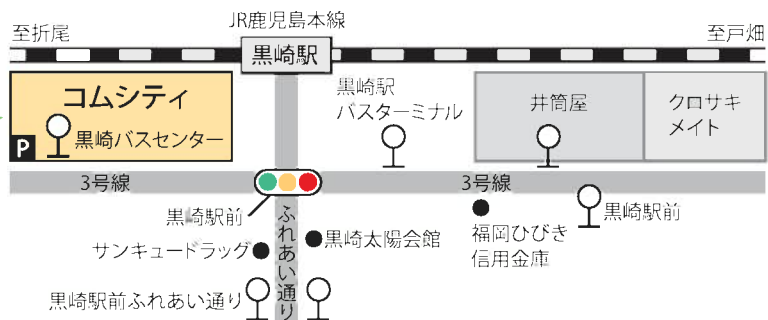 JR鹿児島本線
至折尾
至戸畑
黒崎駅
コムシティ
P
黒崎バスセンター
黒崎駅
バスターミナル
井筒屋
クロサキ
メイト
3号線
3号線
黒崎駅前
ふれあい通り
サンキュードラッグ
黒崎太陽会館
福岡ひびき
信用金庫
黒崎駅前
黒崎駅前ふれあい通り